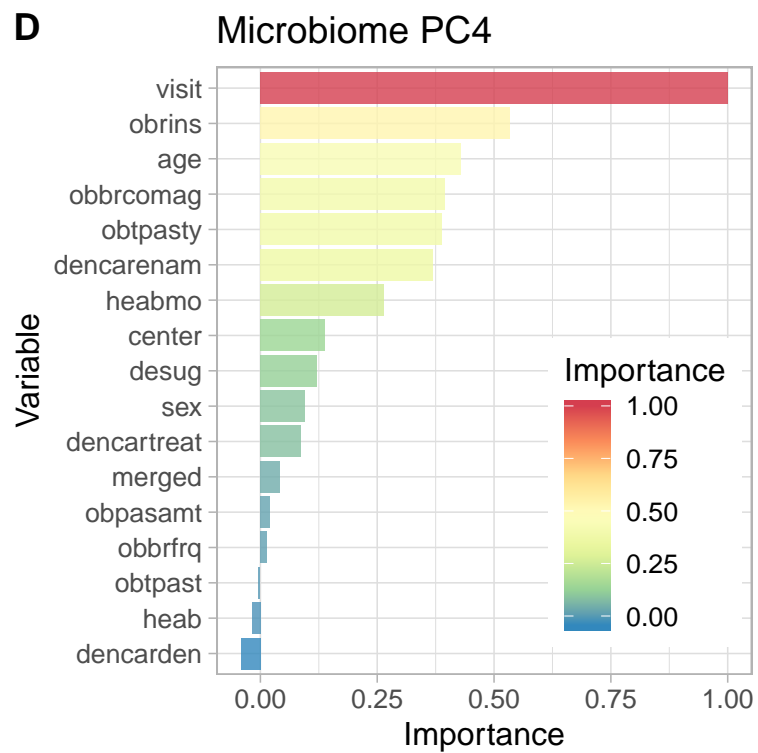 D
Microbiome PC4
visit
obrins
age
obbrcomag
obtpasty
dencarenam
heabmo
center
desug
sex
dencartreat
merged
obpasamt
obbrfrq
obtpast
heab
dencarden
Variable
Importance
1.00
0.75
0.50
0.25
0.00
0.00 0.25 0.50 0.75 1.00
Importance